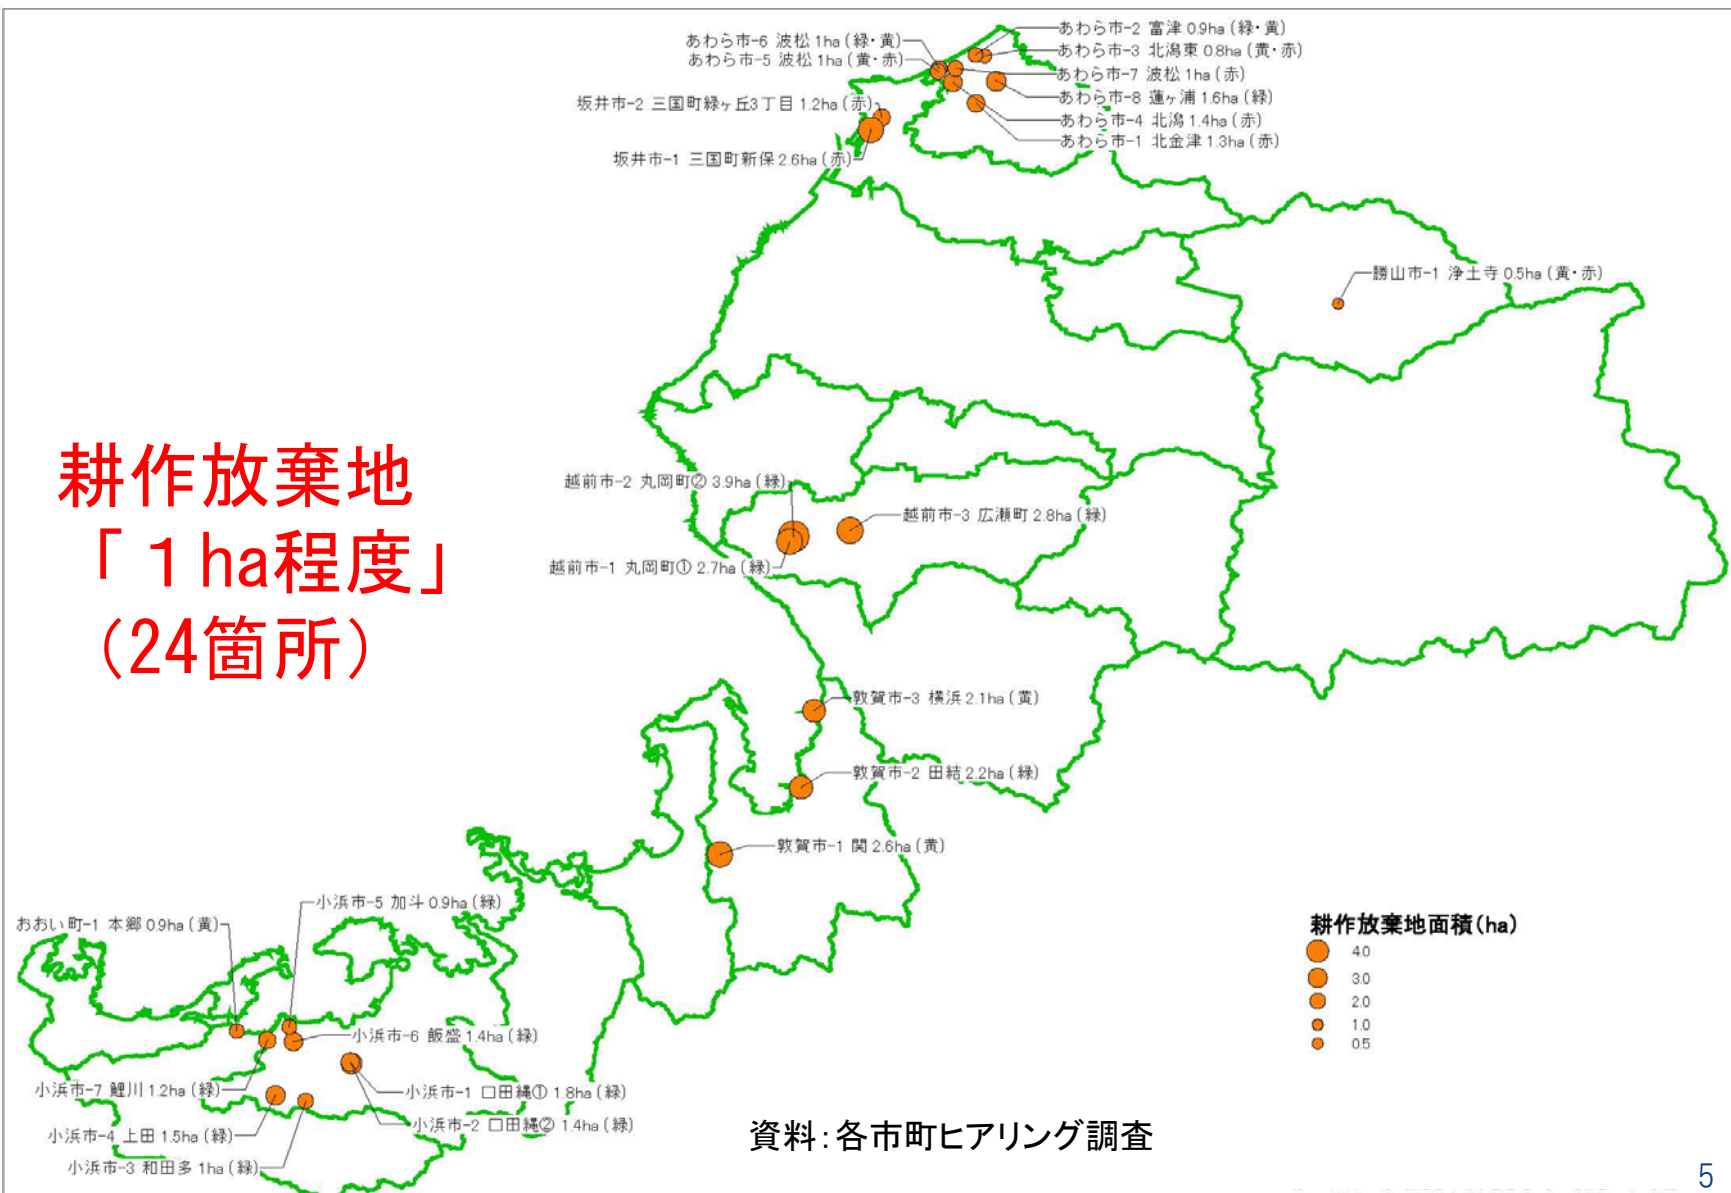 あわら市-6 波松 1ha (緑・黄)
あわら市-5 波松 1ha (黄・赤)
あわら市-2 富津 0.9ha (緑・黄)
あわら市-3 北潟東 0.8ha (黄・赤)
あわら市-7 波松 1ha (赤)
あわら市-8 蓮ヶ浦 1.6ha (緑)
あわら市-4 北潟 1.4ha (赤)
あわら市-1 北金津 1.3ha (赤)
坂井市-2 三国町緑ヶ丘3丁目 1.2ha (赤)
坂井市-1 三国町新保 2.6ha (赤)
勝山市-1 浄土寺 0.5ha (黄・赤)
耕作放棄地
「1ha程度」
(24箇所)
越前市-2 丸岡町② 3.9ha (緑)
越前市-3 広瀬町 2.8ha (緑)
越前市-1 丸岡町① 2.7ha (緑)
敦賀市-3 横浜 2.1ha (黄)
敦賀市-2 田結 2.2ha (緑)
敦賀市-1 関 2.6ha (黄)
小浜市-5 加斗 0.9ha (緑)
おおい町-1 本郷 0.9ha (黄)
小浜市-6 飯盛 1.4ha (緑)
小浜市-7 鯉川 1.2ha (緑)
小浜市-1 口田縄① 1.8ha (緑)
小浜市-2 口田縄② 1.4ha (緑)
小浜市-4 上田 1.5ha (緑)
小浜市-3 和田多 1ha (緑)
耕作放棄地面積(ha)
4.0
3.0
2.0
1.0
0.5
資料:各市町ヒアリング調査
5